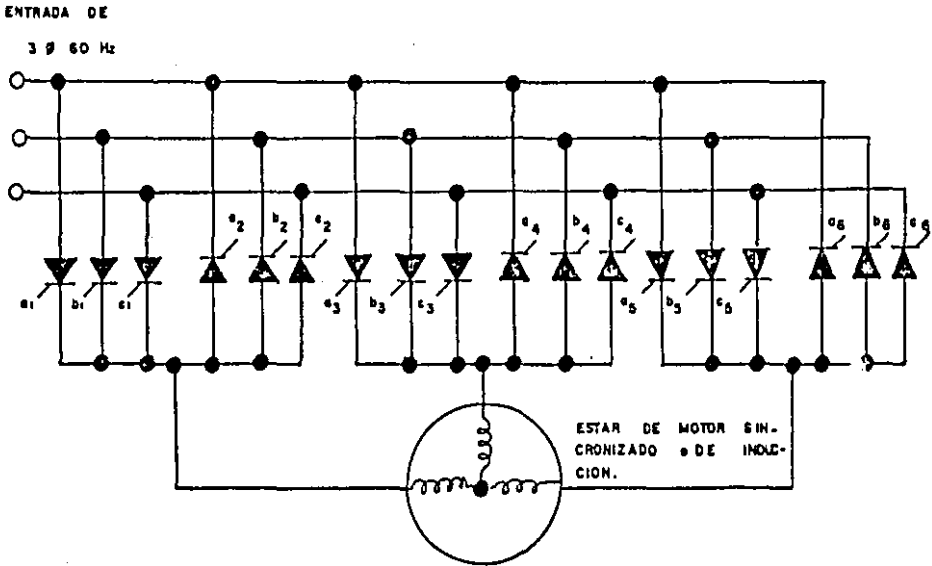 ENTRADA DE
3 Ø 60 Hz
a2
b2
c2
a4
b4
c4
a6
b6
c6
a1
b1
c1
a3
b3
c3
a5
b5
c5
ESTAR DE MOTOR SIN-
CRONIZADO o DE INDUC-
CION.